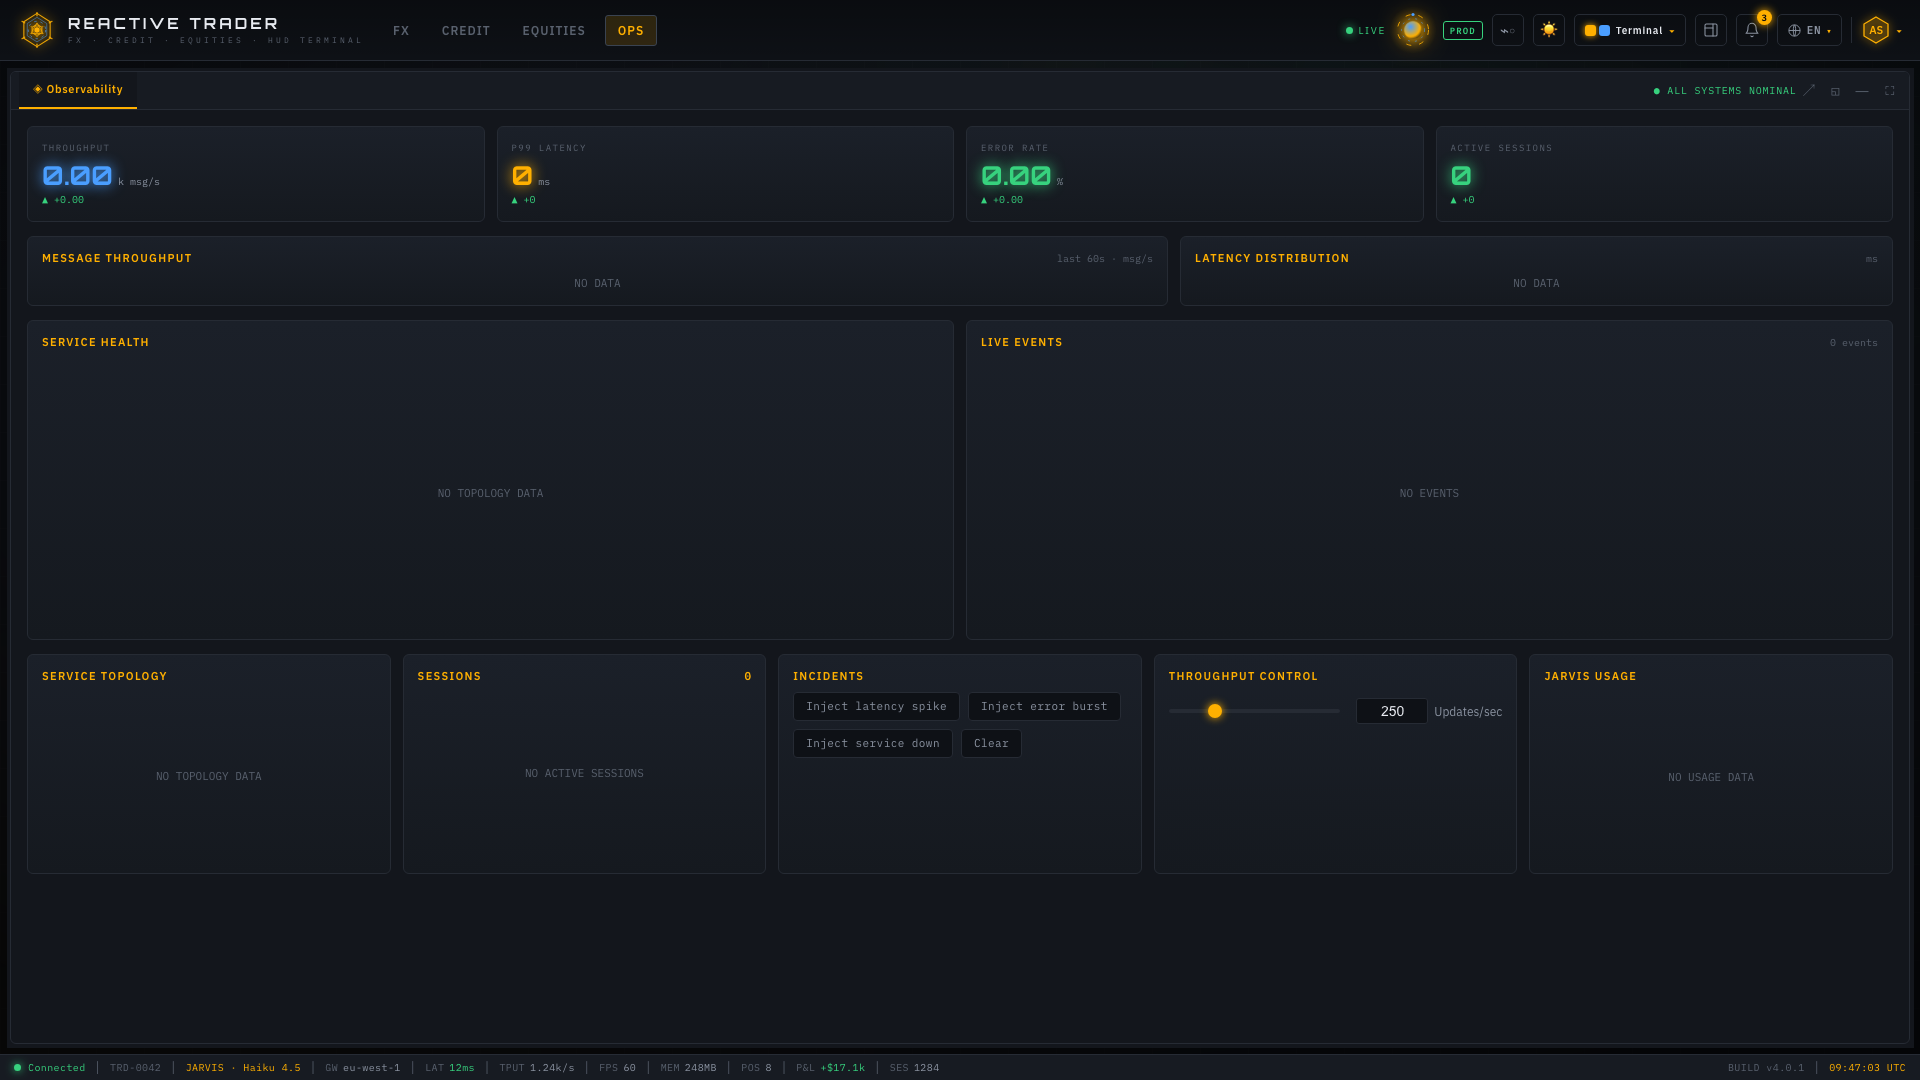 REACTIVE TRADER
FX · CREDIT · EQUITIES · HUD TERMINAL
FX
CREDIT
EQUITIES
OPS
LIVE
PROD
Terminal
3
EN
AS
◈ Observability
● ALL SYSTEMS NOMINAL
THROUGHPUT
0.00 k msg/s
▲ +0.00
P99 LATENCY
0 ms
▲ +0
ERROR RATE
0.00 %
▲ +0.00
ACTIVE SESSIONS
0
▲ +0
MESSAGE THROUGHPUT
last 60s · msg/s
NO DATA
LATENCY DISTRIBUTION
ms
NO DATA
SERVICE HEALTH
NO TOPOLOGY DATA
LIVE EVENTS
0 events
NO EVENTS
SERVICE TOPOLOGY
NO TOPOLOGY DATA
SESSIONS
0
NO ACTIVE SESSIONS
INCIDENTS
Inject latency spike
Inject error burst
Inject service down
Clear
THROUGHPUT CONTROL
250 Updates/sec
JARVIS USAGE
NO USAGE DATA
Connected
TRD-0042
JARVIS · Haiku 4.5
GW eu-west-1
LAT 12ms
TPUT 1.24k/s
FPS 60
MEM 248MB
POS 8
P&L +$17.1k
SES 1284
BUILD v4.0.1
09:47:03 UTC